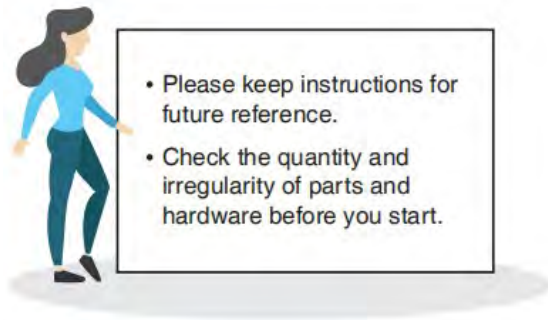 • Please keep instructions for
future reference.
• Check the quantity and
irregularity of parts and
hardware before you start.